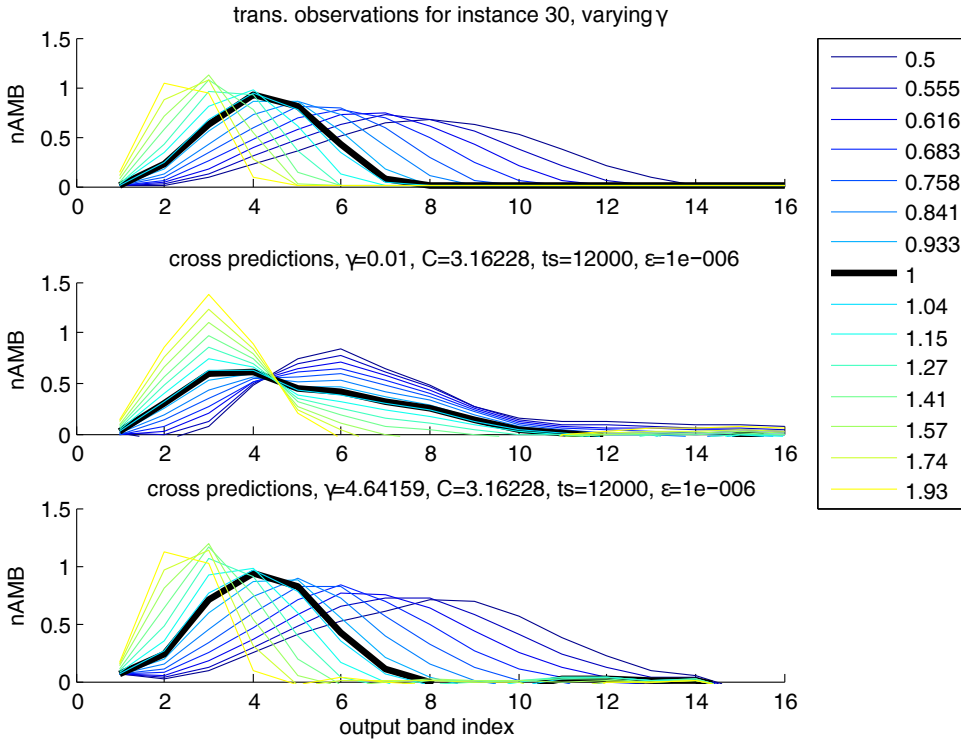 trans. observations for instance 30, varying γ
1.5
1
0.5
0
nAMB
0 2 4 6 8 10 12 14 16
cross predictions, γ=0.01, C=3.16228, ts=12000, ε=1e−006
1.5
1
0.5
0
nAMB
0 2 4 6 8 10 12 14 16
cross predictions, γ=4.64159, C=3.16228, ts=12000, ε=1e−006
1.5
1
0.5
0
nAMB
0 2 4 6 8 10 12 14 16
output band index
0.5
0.555
0.616
0.683
0.758
0.841
0.933
1
1.04
1.15
1.27
1.41
1.57
1.74
1.93